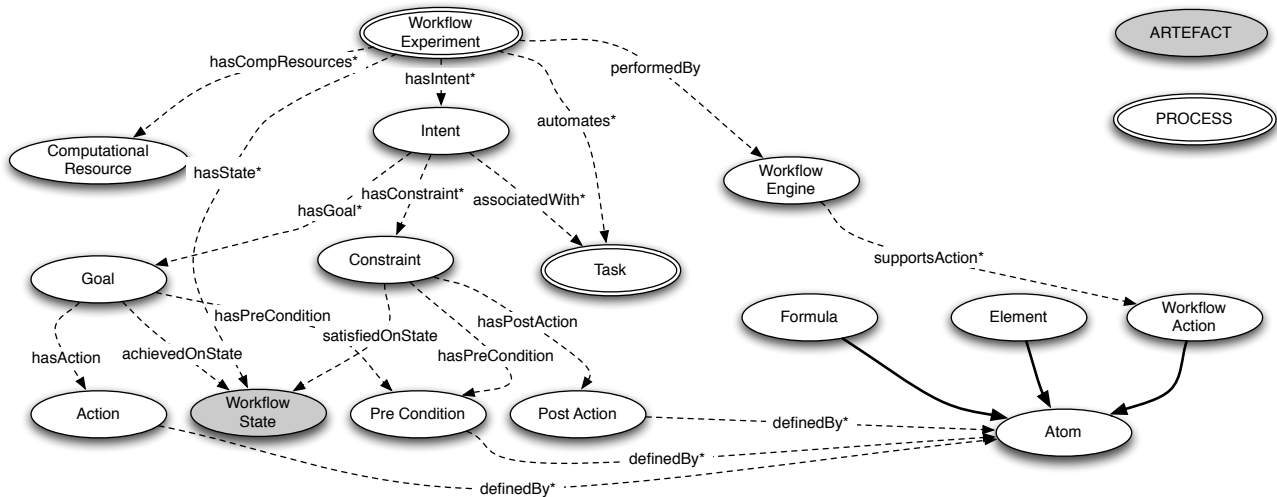 Workflow
Experiment
ARTEFACT
hasCompResources*
performedBy
hasIntent*
automates*
PROCESS
Intent
Computational
Resource
hasState*
Workflow
Engine
hasConstraint*
associatedWith*
hasGoal*
Constraint
Task
supportsAction*
Goal
hasPreCondition
hasPostAction
Formula
Element
Workflow
Action
satisfiedOnState
hasAction
achievedOnState
hasPreCondition
Action
Workflow
State
Pre Condition
Post Action
definedBy*
Atom
definedBy*
definedBy*